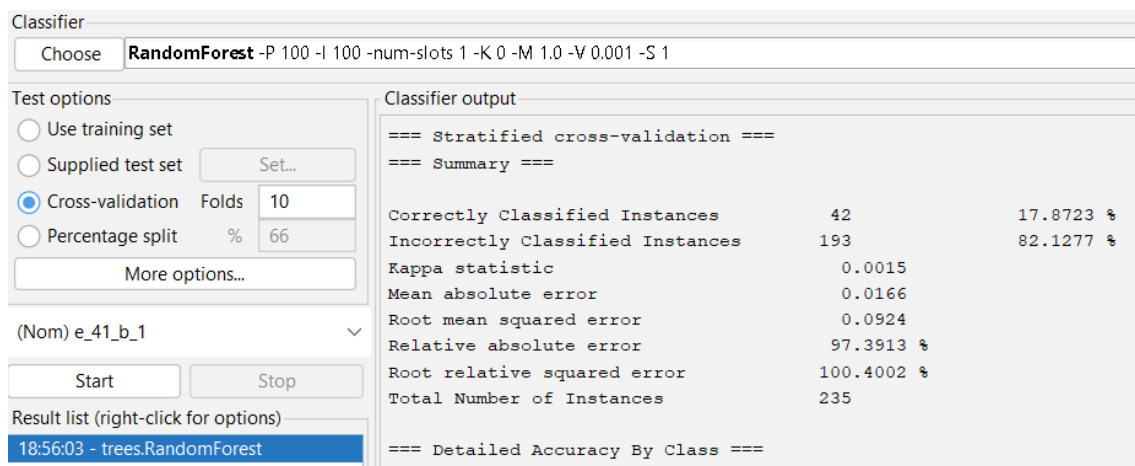 Classifier
Choose RandomForest -P 100 -I 100 -num-slots 1 -K 0 -M 1.0 -V 0.001 -S 1
Test options
Use training set
Supplied test set Set...
Cross-validation Folds 10
Percentage split % 66
More options...
(Nom) e_41_b_1
Start Stop
Result list (right-click for options)
18:56:03 - trees.RandomForest
Classifier output
=== Stratified cross-validation ===
=== Summary ===
Correctly Classified Instances 42 17.8723 %
Incorrectly Classified Instances 193 82.1277 %
Kappa statistic 0.0015
Mean absolute error 0.0166
Root mean squared error 0.0924
Relative absolute error 97.3913 %
Root relative squared error 100.4002 %
Total Number of Instances 235
=== Detailed Accuracy By Class ===